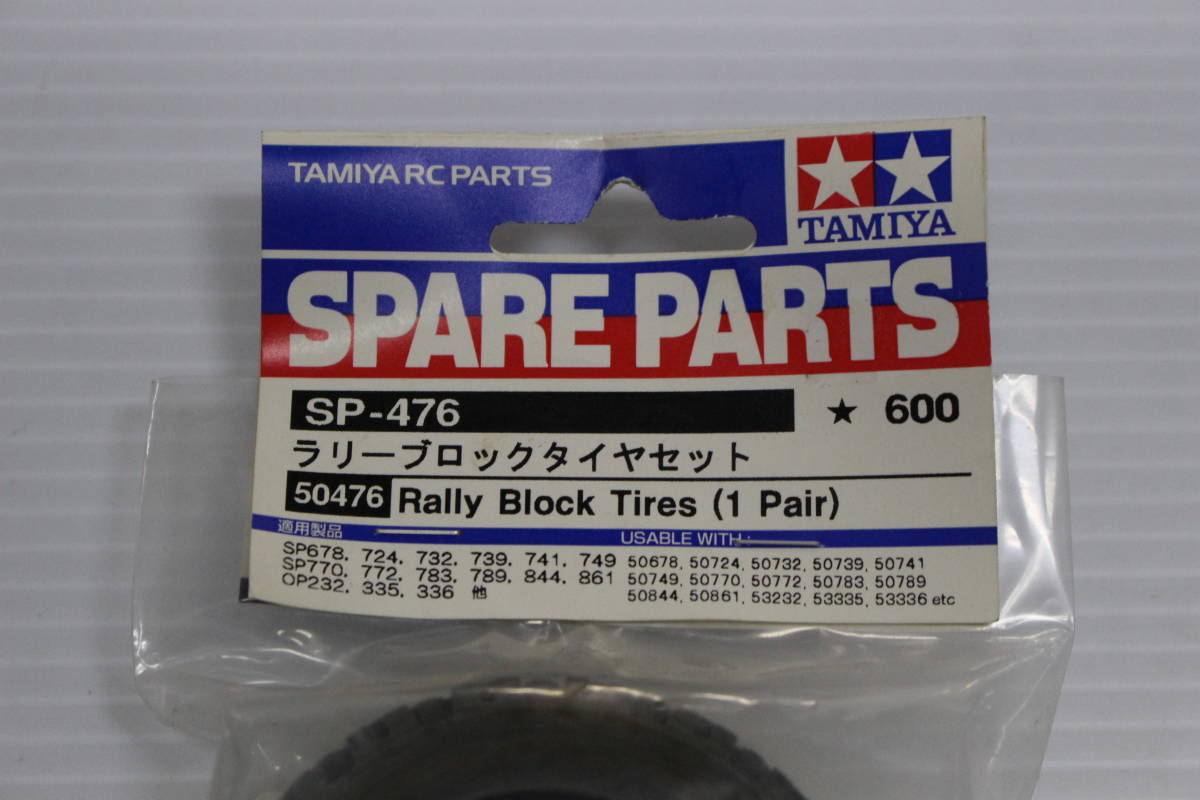 TAMIYA RC PARTS
TAMIYA
SPARE PARTS
SP-476
★ 600
ラリーブロックタイヤセット
50476 Rally Block Tires (1 Pair)
適用製品
USABLE WITH:
SP678. 724. 732. 739. 741. 749
SP770. 772. 783. 789. 844. 861
OP232. 335. 336 他
50678, 50724, 50732, 50739, 50741
50749, 50770, 50772, 50783, 50789
50844, 50861, 53232, 53335, 53336 etc